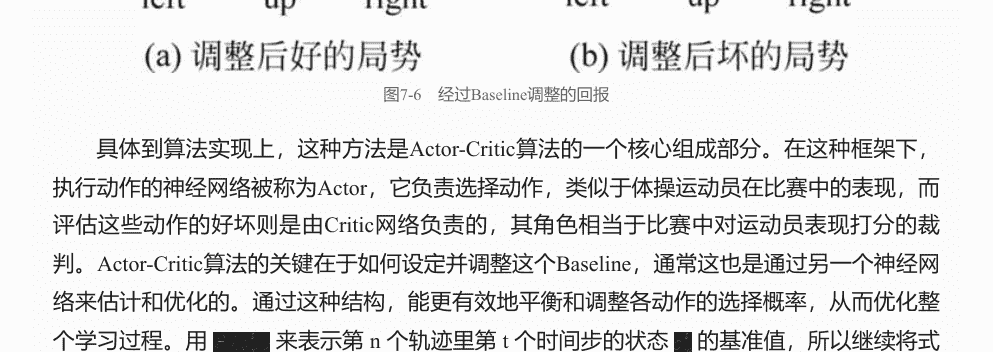 left up right left up right
(a) 调整后好的局势 (b) 调整后坏的局势
图7-6 经过Baseline调整的回报
具体到算法实现上，这种方法是Actor-Critic算法的一个核心组成部分。在这种框架下，
执行动作的神经网络被称为Actor，它负责选择动作，类似于体操运动员在比赛中的表现，而
评估这些动作的好坏则是由Critic网络负责的，其角色相当于比赛中对运动员表现打分的裁
判。Actor-Critic算法的关键在于如何设定并调整这个Baseline，通常这也是通过另一个神经网
络来估计和优化的。通过这种结构，能更有效地平衡和调整各动作的选择概率，从而优化整
个学习过程。用 来表示第 n 个轨迹里第 t 个时间步的状态 的基准值，所以继续将式